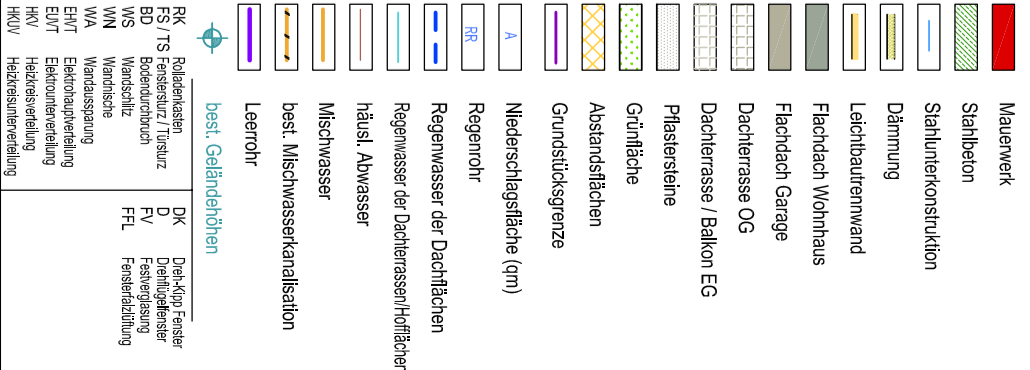 Mauerwerk
Stahlbeton
Stahlunterkonstruktion
Dämmung
Leichtbautrennwand
Flachdach Wohnhaus
Flachdach Garage
Dachterrasse OG
Dachterrasse / Balkon EG
Pflastersteine
Grünfläche
Abstandsflächen
Grundstücksgrenze
A Niederschlagsfläche (qm)
RR Regenrohr
Regenwasser der Dachflächen
Regenwasser der Dachterrassen/Hofflächen
häusl. Abwasser
Mischwasser
best. Mischwasserkanalisation
Leerrohr
best. Geländehöhen
RK Rolladenkasten
FS / TS Fenstersturz / Türsturz
BD Bodendurchbruch
WS Wandschlitz
WN Wandnische
WA Wandaussparung
EHVT Elektrohauptverteilung
EUVT Elektrounterverteilung
HKV Heizkreisverteilung
HKUV Heizkreisunterverteilung
DK Dreh-Kipp Fenster
D Drehflügelfenster
FV Festverglasung
FFL Fensterfalzlüftung